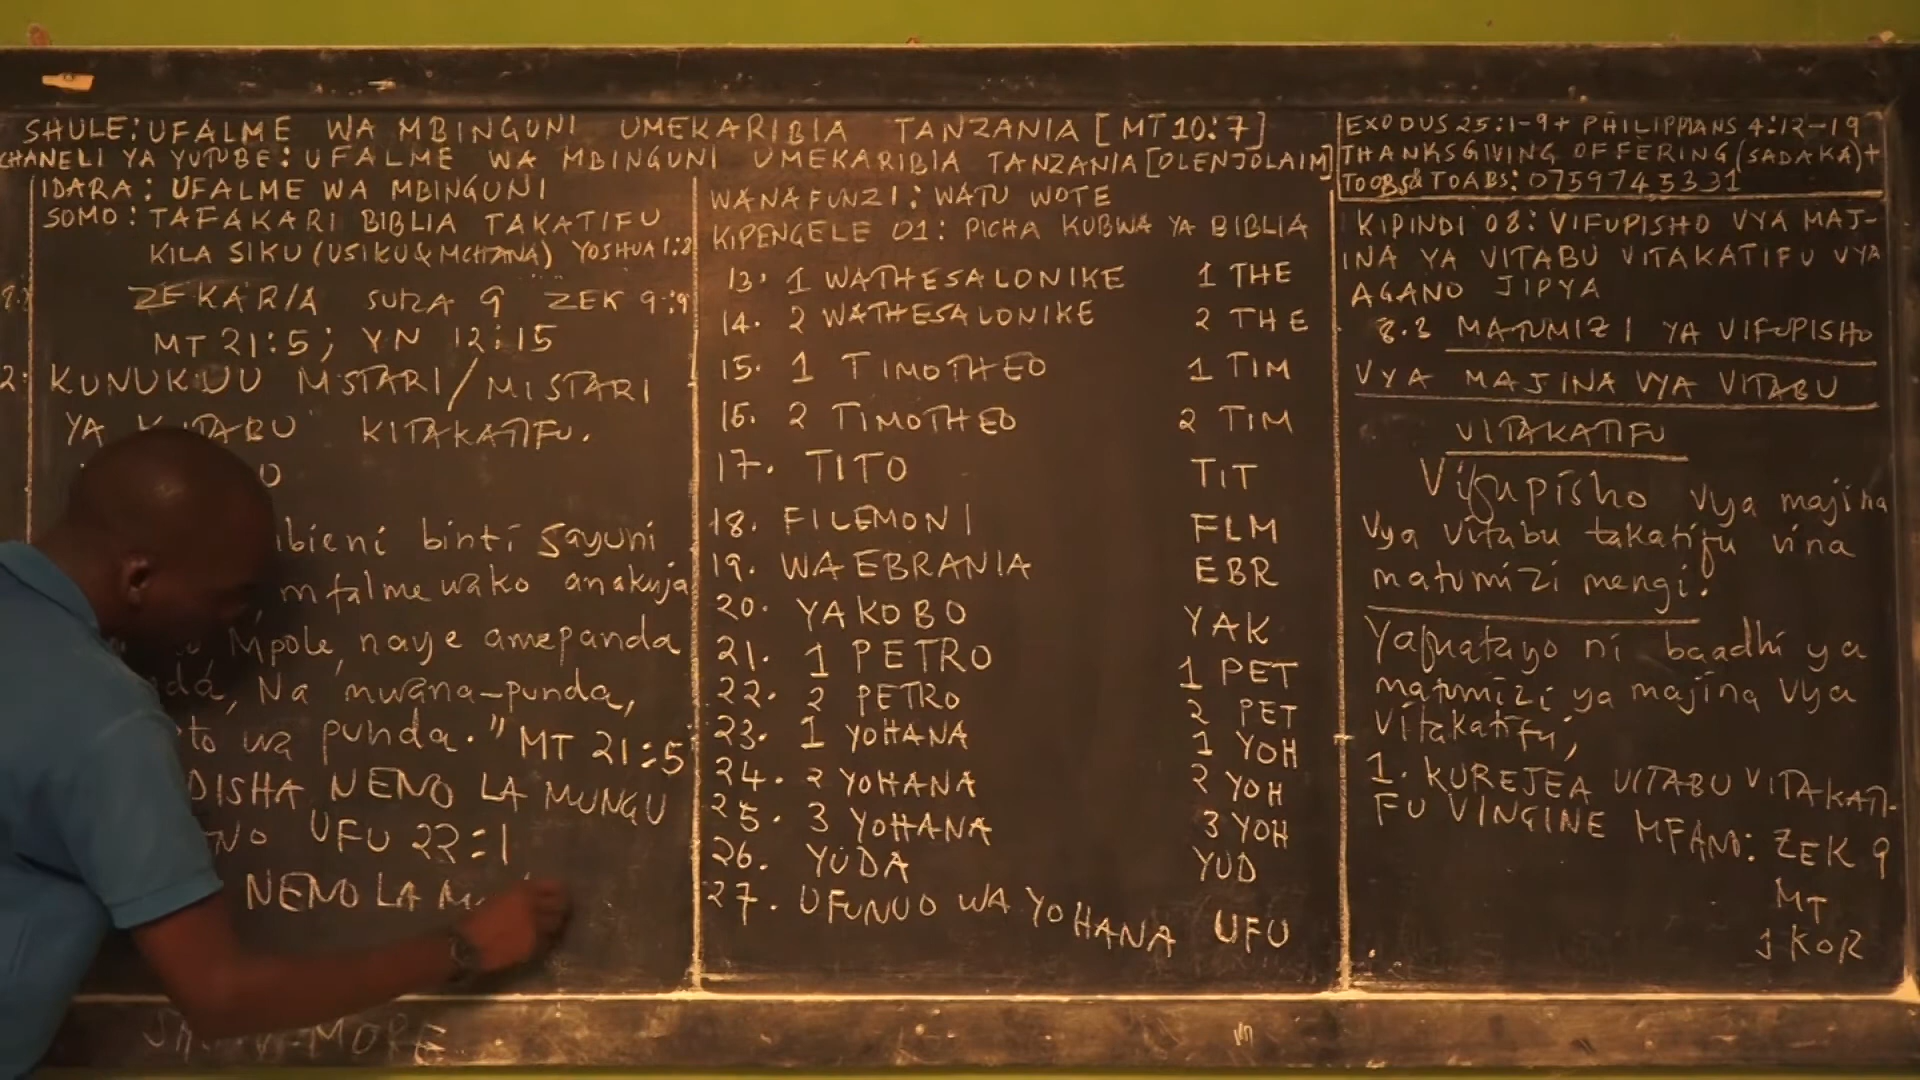 SHULE: UFALME WA MBINGUNI UMEKARIBIA TANZANIA [MT 10:7]
CHANELI YA YUTUBE: UFALME WA MBINGUNI UMEKARIBIA TANZANIA [OLENJOLAIM]
IDARA: UFALME WA MBINGUNI
SOMO: TAFAKARI BIBLIA TAKATIFU
KILA SIKU (USIKU & MCHANA) YOSHUA 1:8
ZEKARIA SURA 9 ZEK 9:9
MT 21:5; YN 12:15
2. KUNUKUU MSTARI/MISTARI
YA KITABU KITAKATIFU.
O
bieni binti Sayuni
mfalme wako anakuja
Mpole, naye amepanda
nda, Na mwana-punda,
to wa punda." MT 21:5
DISHA NENO LA MUNGU
NO UFU 22:1
NENO LA M
WANAFUNZI: WATU WOTE
KIPENGELE 01: PICHA KUBWA YA BIBLIA
13. 1 WATHESALONIKE 1 THE
14. 2 WATHESALONIKE 2 THE
15. 1 TIMOTHEO 1 TIM
16. 2 TIMOTHEO 2 TIM
17. TITO TIT
18. FILEMONI FLM
19. WAEBRANIA EBR
20. YAKOBO YAK
21. 1 PETRO 1 PET
22. 2 PETRO 2 PET
23. 1 YOHANA 1 YOH
24. 2 YOHANA 2 YOH
25. 3 YOHANA 3 YOH
26. YUDA YUD
27. UFUNUO WA YOHANA UFU
EXODUS 25:1-9 + PHILIPPIANS 4:12-19
THANKSGIVING OFFERING (SADAKA) +
TOOBS & TOABS: 0759745331
KIPINDI 08: VIFUPISHO VYA MAJ-
INA YA VITABU VITAKATIFU VYA
AGANO JIPYA
8.2 MATUMIZI YA VIFUPISHO
VYA MAJINA VYA VITABU
VITAKATIFU
Vifupisho vya majina
vya vitabu takatifu vina
matumizi mengi.
Yafuatayo ni baadhi ya
matumizi ya majina vya
vitakatifu;
1. KUREJEA VITABU VITAKATI-
FU VINGINE MFANO: ZEK 9
MT
1 KOR
MORE